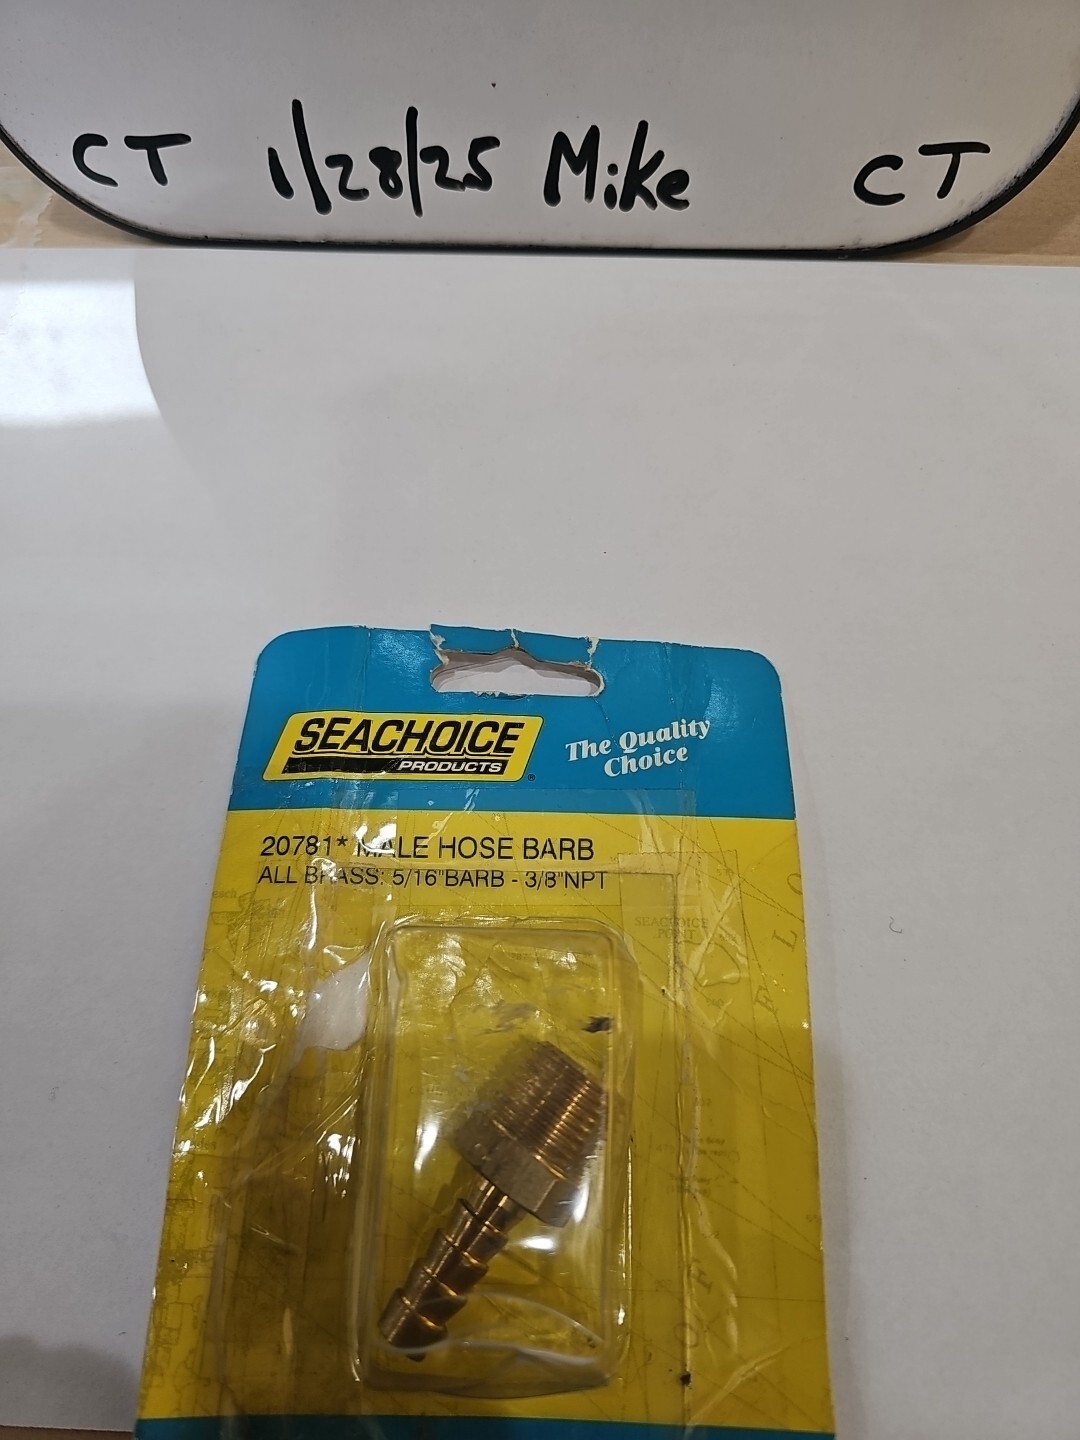 CT 1/28/25 Mike CT
SEACHOICE
PRODUCTS ®
The Quality
Choice
20781* MALE HOSE BARB
ALL BRASS: 5/16"BARB - 3/8"NPT
SEACHOICE